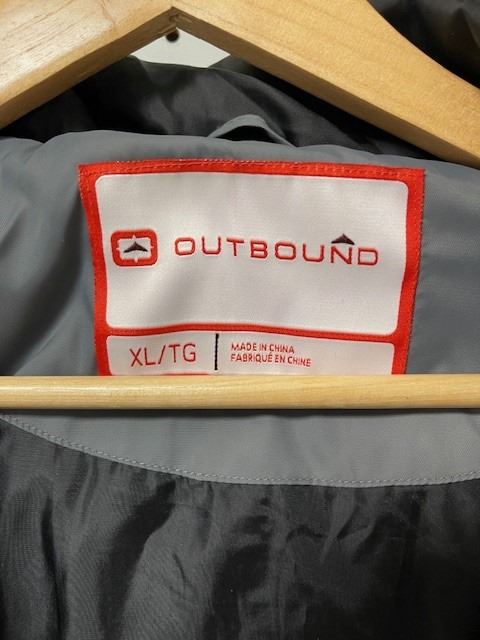 OUTBOUND
XL/TG
MADE IN CHINA
FABRIQUÉ EN CHINE